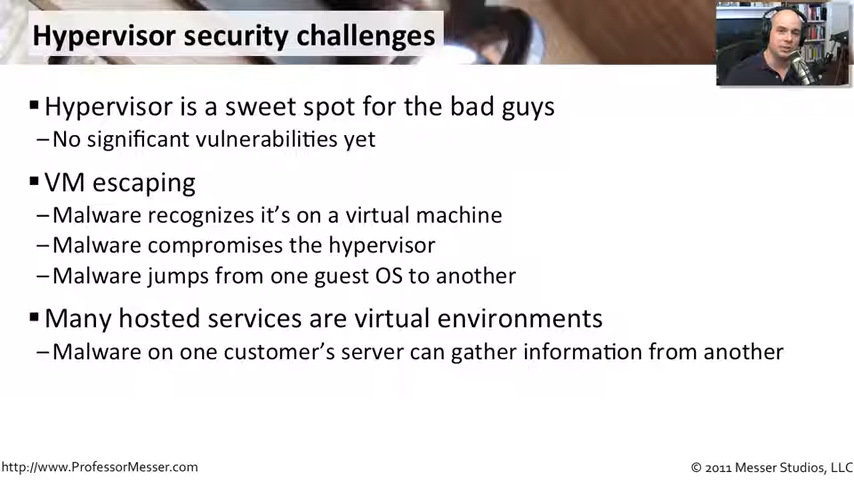 Hypervisor security challenges
▪Hypervisor is a sweet spot for the bad guys
–No significant vulnerabilities yet
▪VM escaping
–Malware recognizes it's on a virtual machine
–Malware compromises the hypervisor
–Malware jumps from one guest OS to another
▪Many hosted services are virtual environments
–Malware on one customer's server can gather information from another
http://www.ProfessorMesser.com
© 2011 Messer Studios, LLC